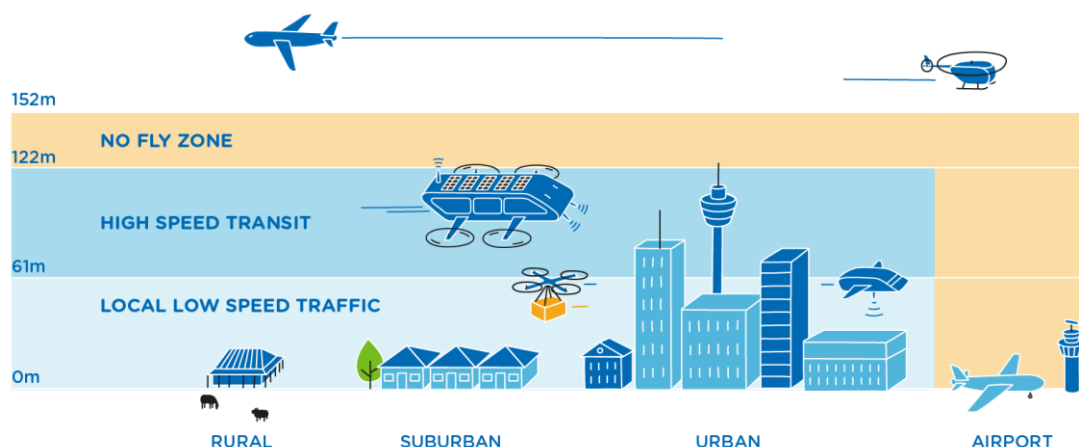 152m
NO FLY ZONE
122m
HIGH SPEED TRANSIT
61m
LOCAL LOW SPEED TRAFFIC
0m
RURAL
SUBURBAN
URBAN
AIRPORT